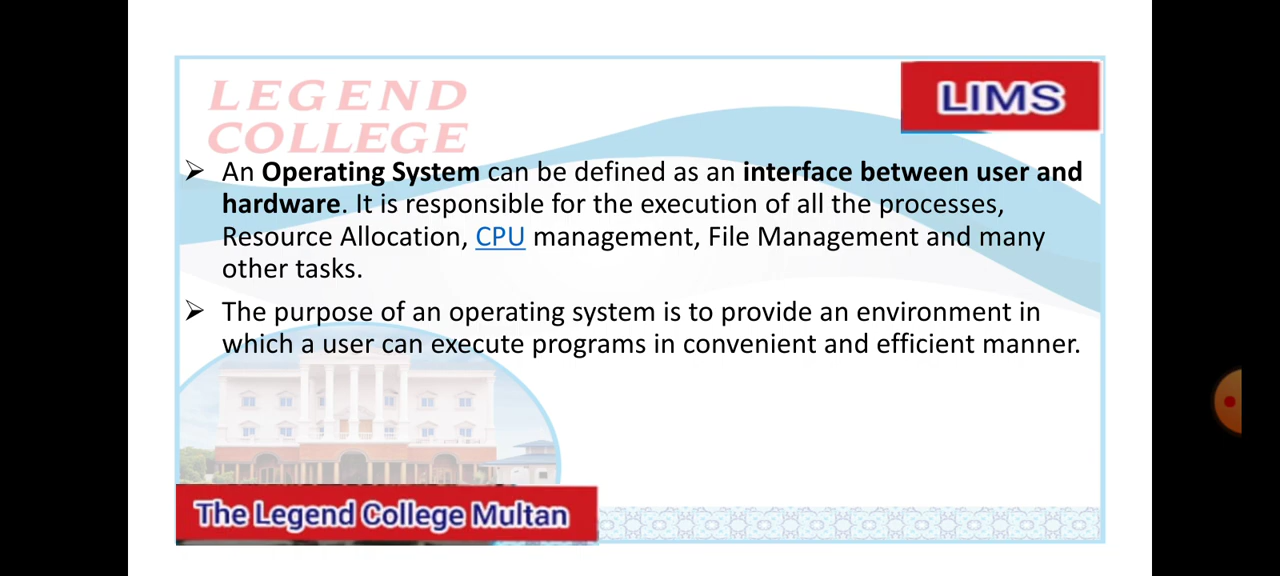 LEGEND
COLLEGE
LIMS
➢ An Operating System can be defined as an interface between user and
hardware. It is responsible for the execution of all the processes,
Resource Allocation, CPU management, File Management and many
other tasks.
➢ The purpose of an operating system is to provide an environment in
which a user can execute programs in convenient and efficient manner.
The Legend College Multan